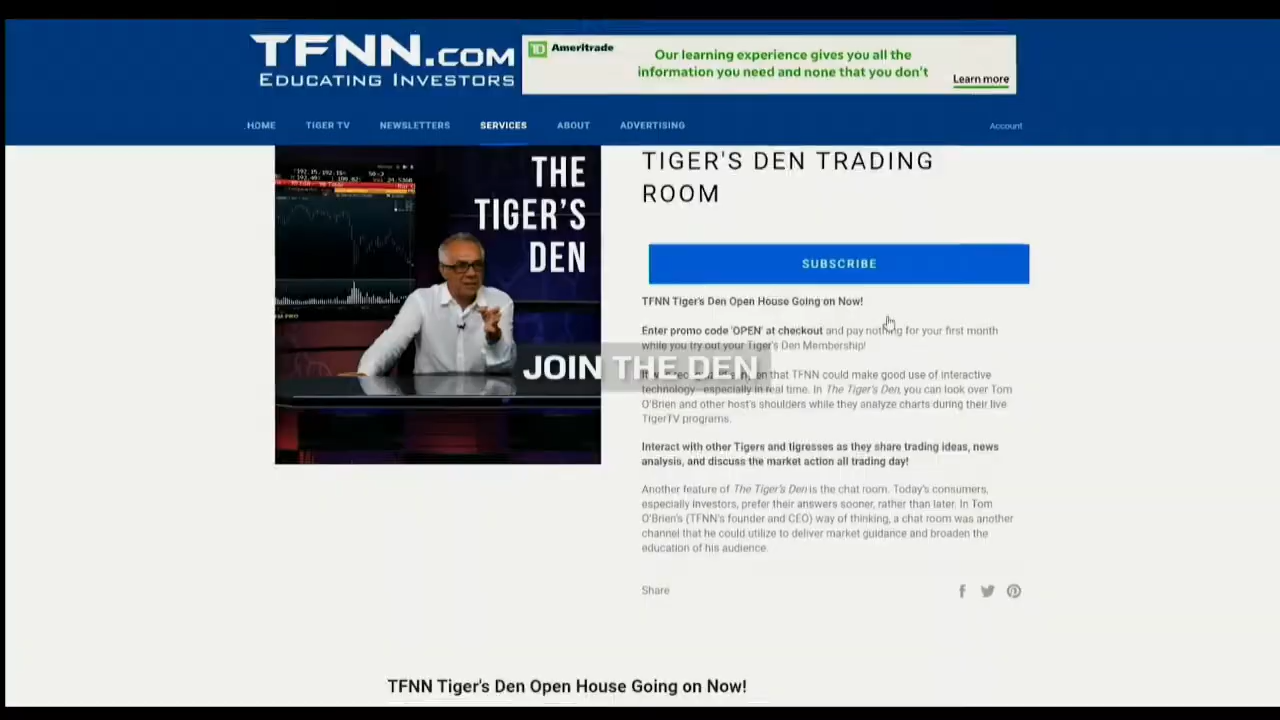 TFNN.COM
EDUCATING INVESTORS
TD Ameritrade
Our learning experience gives you all the
information you need and none that you don't
Learn more
HOME TIGER TV NEWSLETTERS SERVICES ABOUT ADVERTISING Account
THE
TIGER'S
DEN
TIGER'S DEN TRADING
ROOM
SUBSCRIBE
TFNN Tiger's Den Open House Going on Now!
Enter promo code 'OPEN' at checkout and pay nothing for your first month
while you try out your Tiger's Den Membership!
JOIN THE DEN
that TFNN could make good use of interactive
technology—especially in real time. In The Tiger's Den, you can look over Tom
O'Brien and other host's shoulders while they analyze charts during their live
TigerTV programs.
Interact with other Tigers and tigresses as they share trading ideas, news
analysis, and discuss the market action all trading day!
Another feature of The Tiger's Den is the chat room. Today's consumers,
especially investors, prefer their answers sooner, rather than later. In Tom
O'Brien's (TFNN's founder and CEO) way of thinking, a chat room was another
channel that he could utilize to deliver market guidance and broaden the
education of his audience.
Share
TFNN Tiger's Den Open House Going on Now!